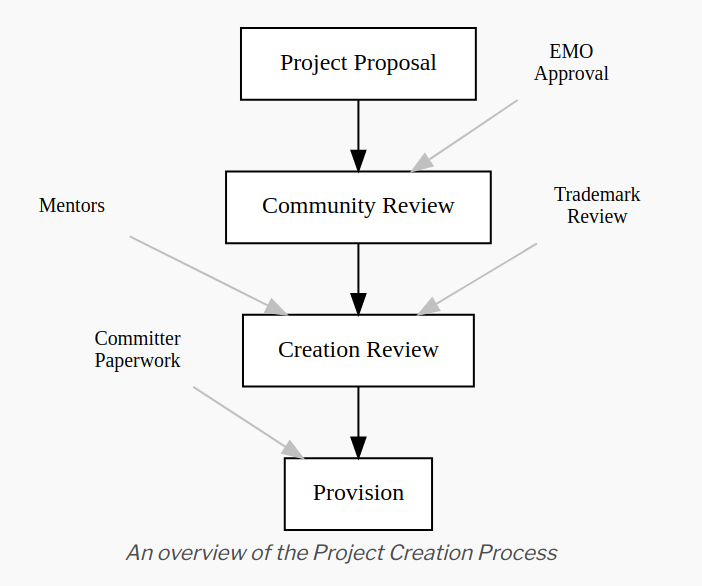 Project Proposal
EMO
Approval
Community Review
Mentors
Trademark
Review
Creation Review
Committer
Paperwork
Provision
An overview of the Project Creation Process